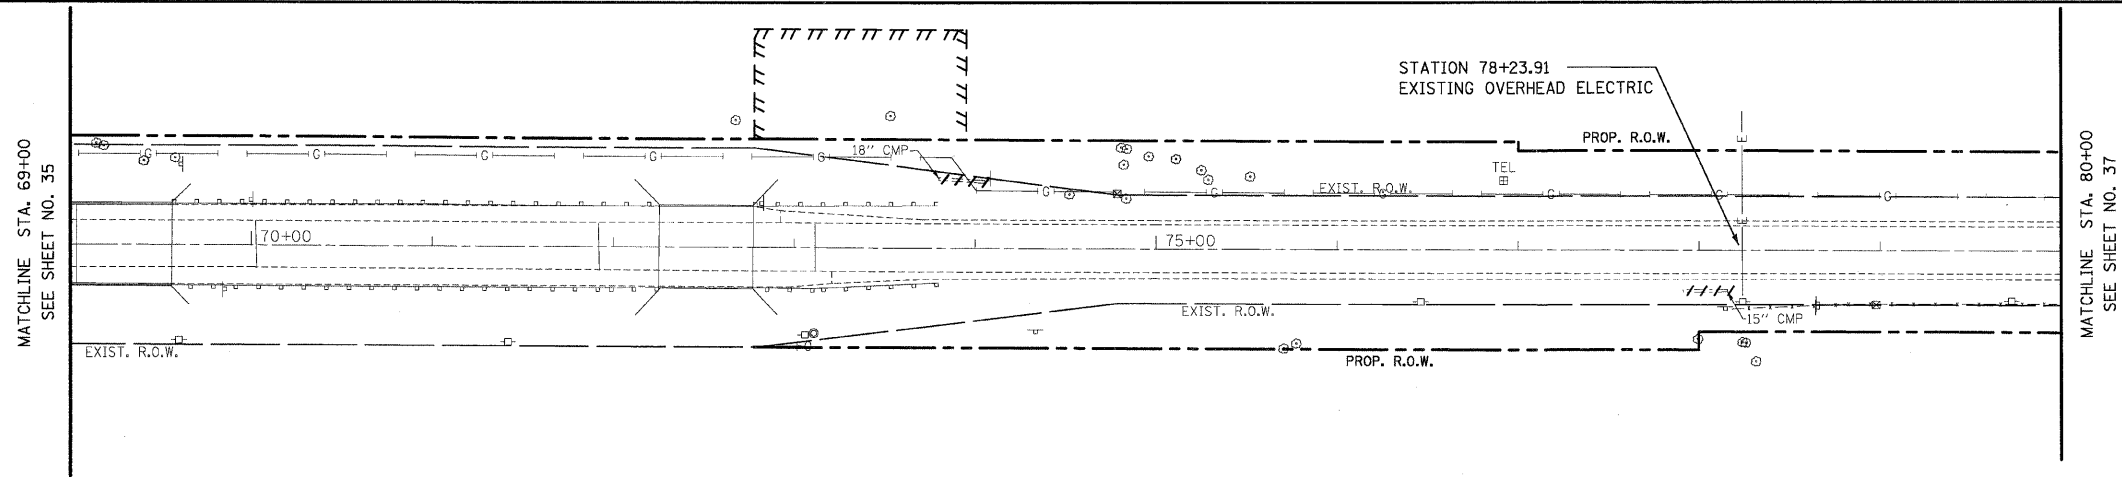 MATCHLINE STA. 69+00
SEE SHEET NO. 35
STATION 78+23.91
EXISTING OVERHEAD ELECTRIC
PROP. R.O.W.
18" CMP
TEL
EXIST. R.O.W.
G G G G G G G G G G G
70+00
75+00
EXIST. R.O.W.
15" CMP
EXIST. R.O.W.
PROP. R.O.W.
MATCHLINE STA. 80+00
SEE SHEET NO. 37